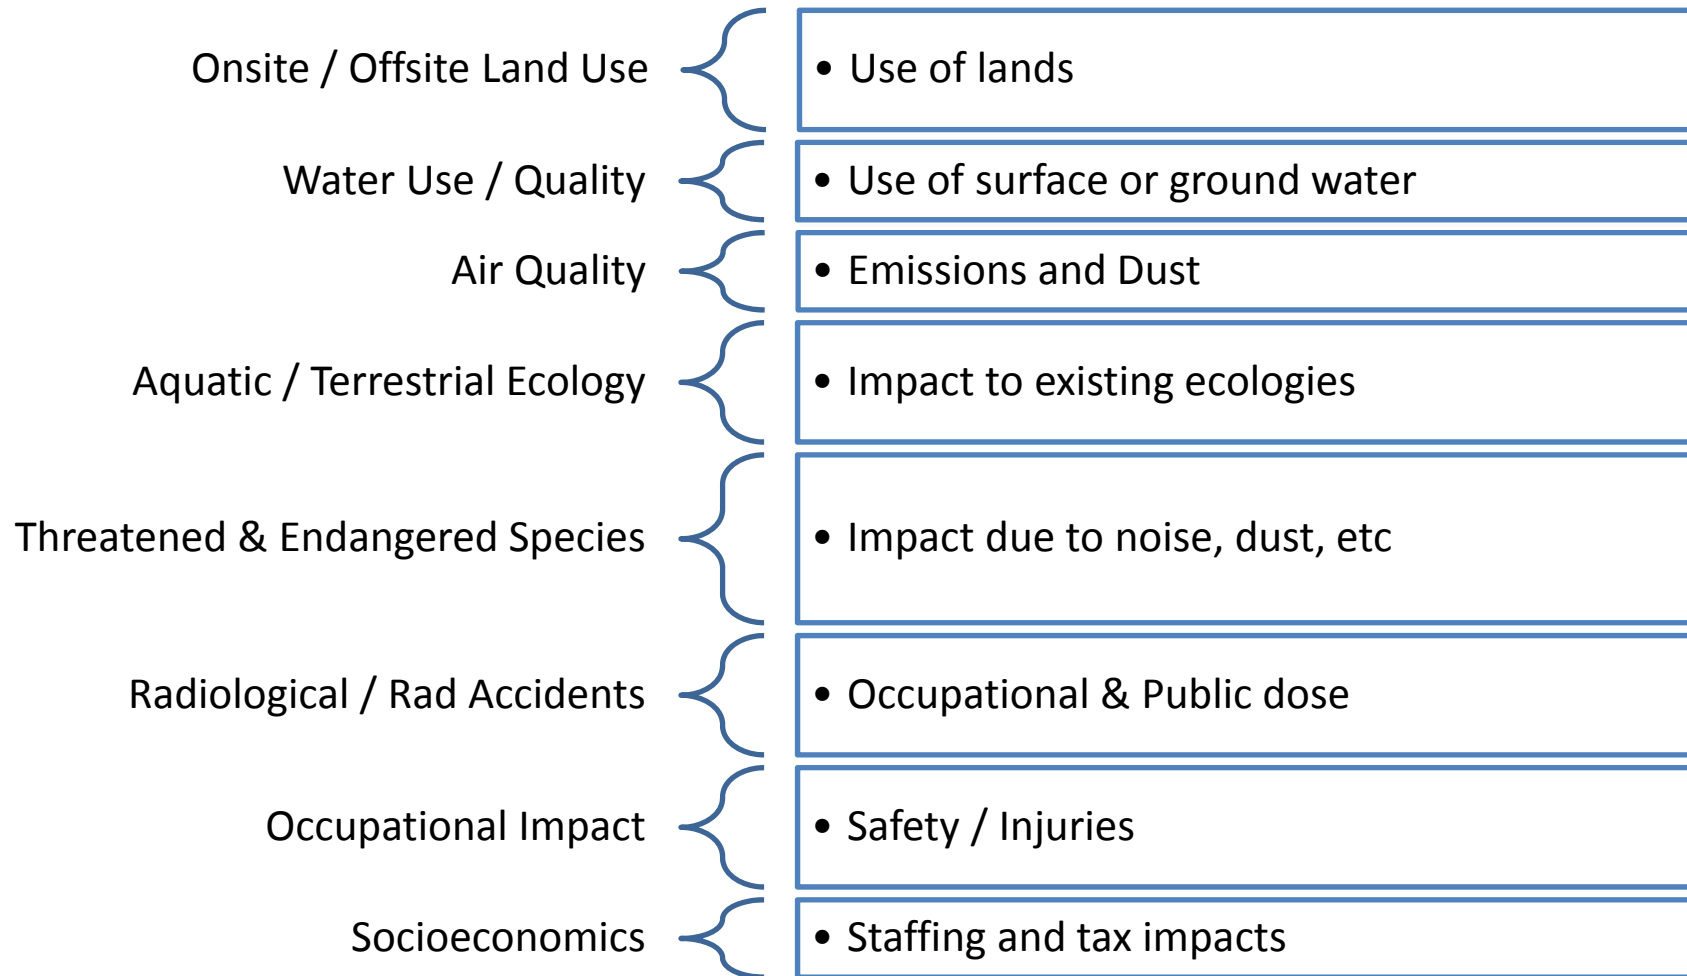 Onsite / Offsite Land Use
• Use of lands
Water Use / Quality
• Use of surface or ground water
Air Quality
• Emissions and Dust
Aquatic / Terrestrial Ecology
• Impact to existing ecologies
Threatened & Endangered Species
• Impact due to noise, dust, etc
Radiological / Rad Accidents
• Occupational & Public dose
Occupational Impact
• Safety / Injuries
Socioeconomics
• Staffing and tax impacts